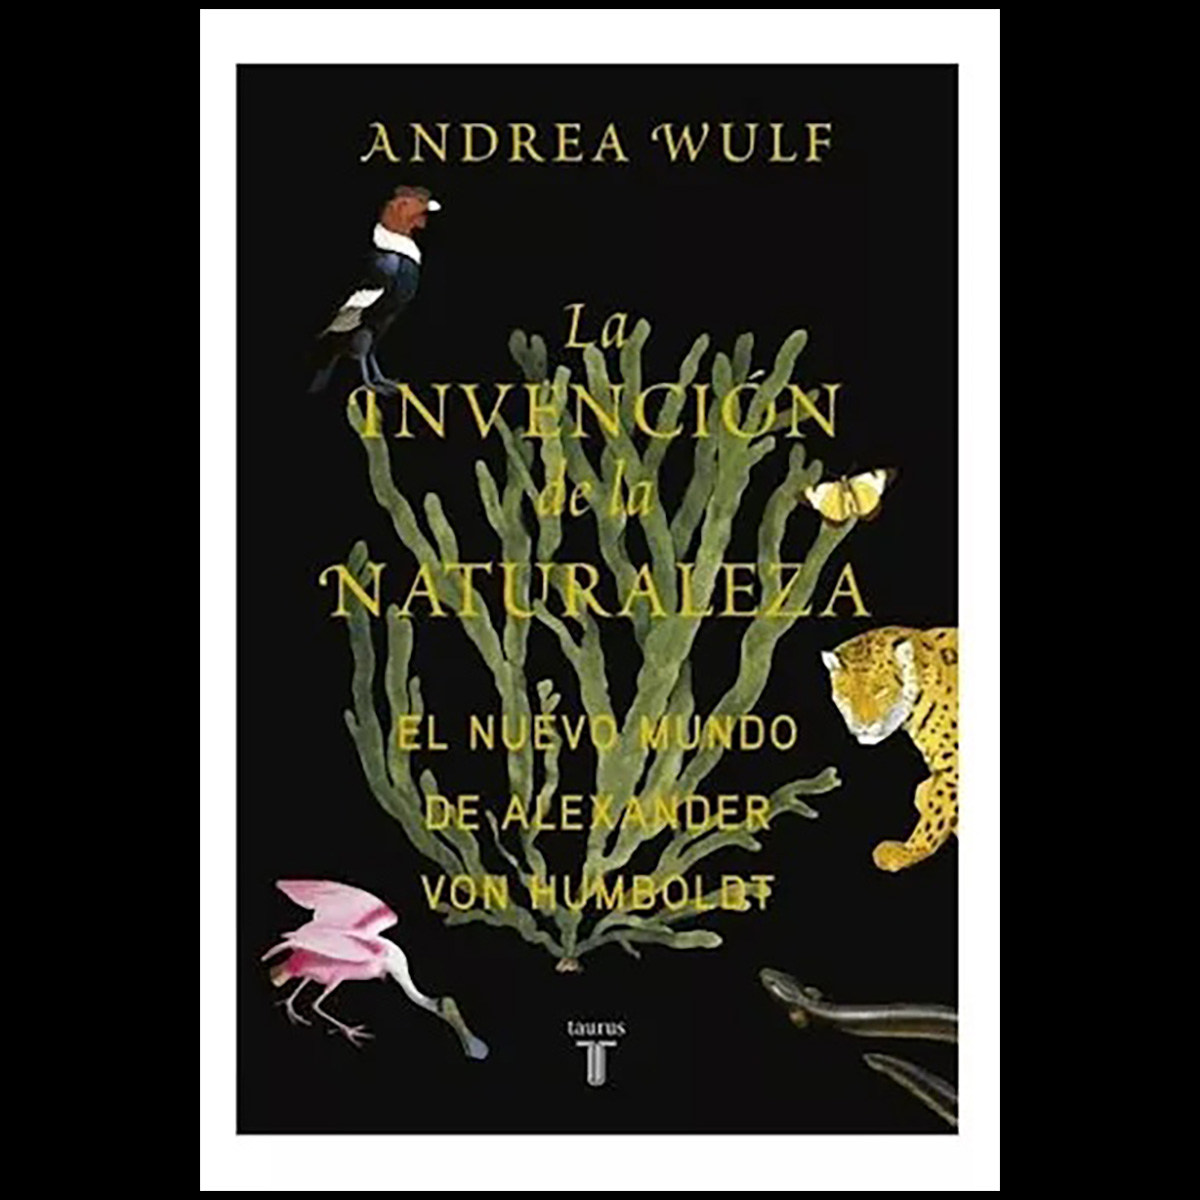 ANDREA WULF
La
INVENCIÓN
de la
NATURALEZA
EL NUEVO MUNDO
DE ALEXANDER
VON HUMBOLDT
taurus
T